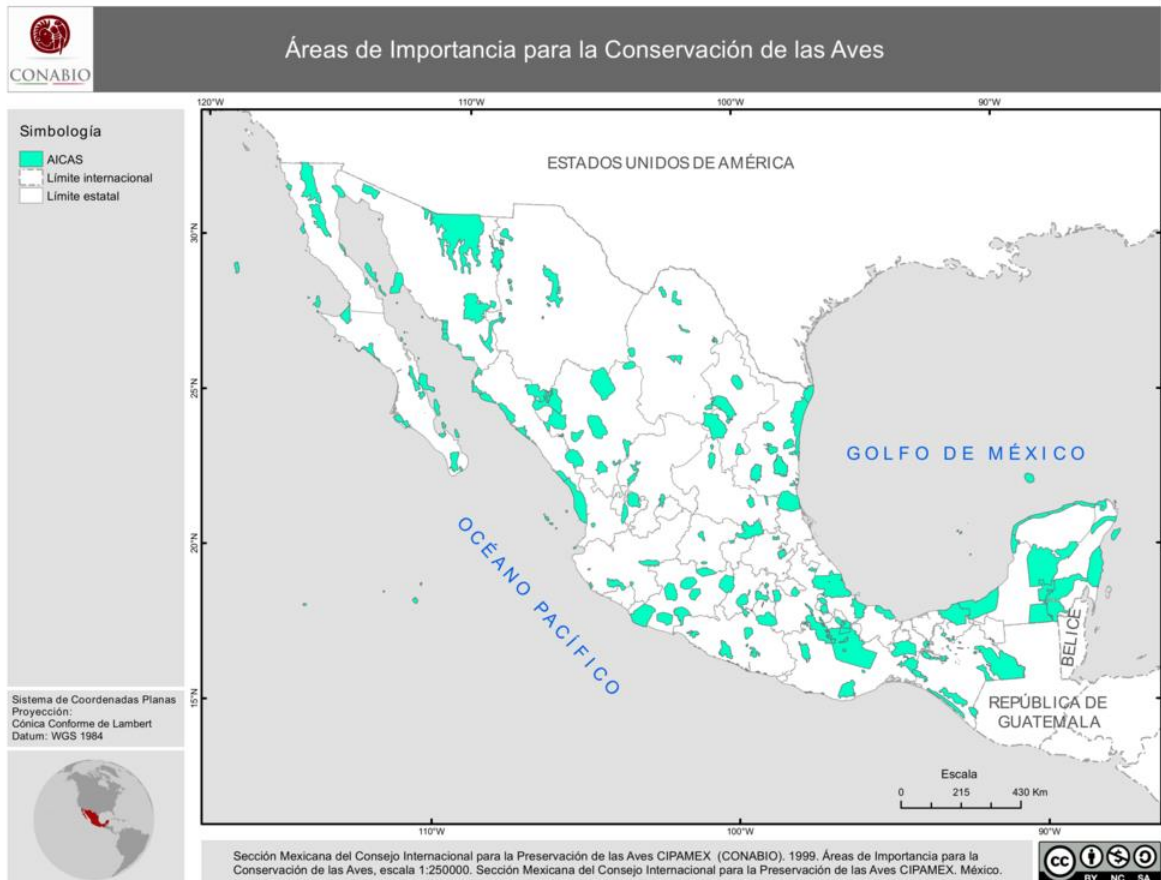 CONABIO
Áreas de Importancia para la Conservación de las Aves
120°W
110°W
100°W
90°W
Simbología
AICAS
Límite internacional
Límite estatal
ESTADOS UNIDOS DE AMÉRICA
30°N
25°N
20°N
15°N
GOLFO DE MÉXICO
OCÉANO PACÍFICO
BELICE
REPÚBLICA DE
GUATEMALA
Sistema de Coordenadas Planas
Proyección:
Cónica Conforme de Lambert
Datum: WGS 1984
Escala
0 215 430 Km
110°W
100°W
90°W
Sección Mexicana del Consejo Internacional para la Preservación de las Aves CIPAMEX (CONABIO). 1999. Áreas de Importancia para la
Conservación de las Aves, escala 1:250000. Sección Mexicana del Consejo Internacional para la Preservación de las Aves CIPAMEX. México.
cc
BY NC SA